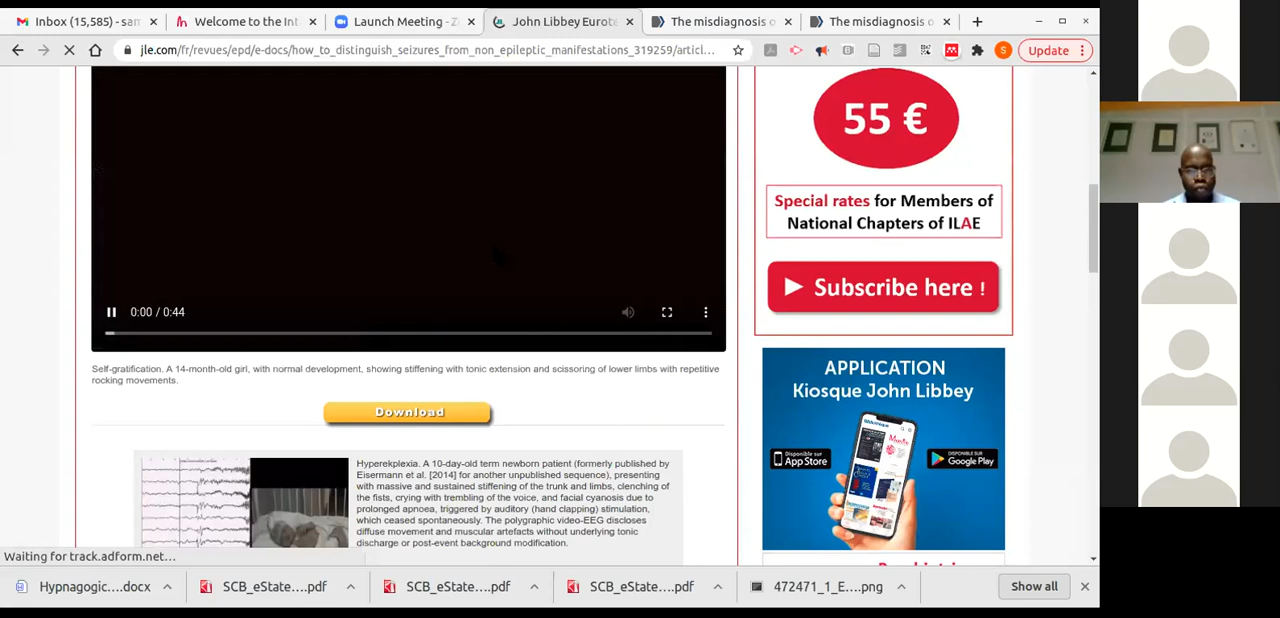 Inbox (15,585) - san
Welcome to the Int
Launch Meeting - Z
John Libbey Eurote
The misdiagnosis o
The misdiagnosis o
jle.com/fr/revues/epd/e-docs/how_to_distinguish_seizures_from_non_epileptic_manifestations_319259/articl...
S
Update
0:00 / 0:44
Self-gratification. A 14-month-old girl, with normal development, showing stiffening with tonic extension and scissoring of lower limbs with repetitive
rocking movements.
Download
Hyperekplexia. A 10-day-old term newborn patient (formely published by
Eisermann et al. [2014] for another unpublished sequence), presenting
with massive and sustained stiffening of the trunk and limbs, clenching of
the fists, crying with trembling of the voice, and facial cyanosis due to
prolonged apnoea, triggered by auditory (hand clapping) stimulation,
which ceased spontaneously. The polygraphic video-EEG discloses
diffuse movement and muscular artefacts without underlying tonic
discharge or post-event background modification.
55 €
Special rates for Members of
National Chapters of ILAE
Subscribe here !
APPLICATION
Kiosque John Libbey
DISPONIBLE SUR
App Store
DISPONIBLE SUR
Google Play
Waiting for track.adform.net...
Hypnagogic....docx
SCB_eState....pdf
SCB_eState....pdf
SCB_eState....pdf
472471_1_E....png
Show all